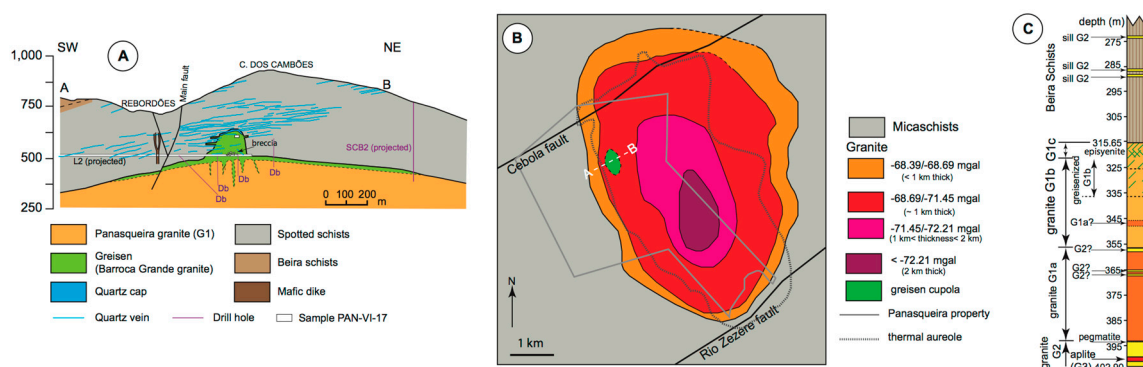 A
SW
NE
1,000
750
500
250
A
B
REBORDÕES
Main fault
C. DOS CAMBÕES
breccia
L2 (projected)
SCB2 (projected)
Db
Db
Db
Db
0 100 200
m
Panasqueira granite (G1)
Spotted schists
Greisen
(Barroca Grande granite)
Beira schists
Quartz cap
Mafic dike
Quartz vein
Drill hole
Sample PAN-VI-17
B
Cebola fault
A
B
N
1 km
Rio Zezère fault
Micaschists
Granite
-68.39/-68.69 mgal
(< 1 km thick)
-68.69/-71.45 mgal
(~ 1 km thick)
-71.45/-72.21 mgal
(1 km< thickness< 2 km)
< -72.21 mgal
(2 km thick)
greisen cupola
Panasqueira property
thermal aureole
C
depth (m)
sill G2
275
sill G2
285
sill G2
295
305
Beira Schists
315.65
G1c
episyenite
325
greisenized
G1b
335
granite G1b
G1a?
345
G2?
355
G2?
365
G2?
375
granite G1a
385
pegmatite
395
granite
G2
aplite
(G3)